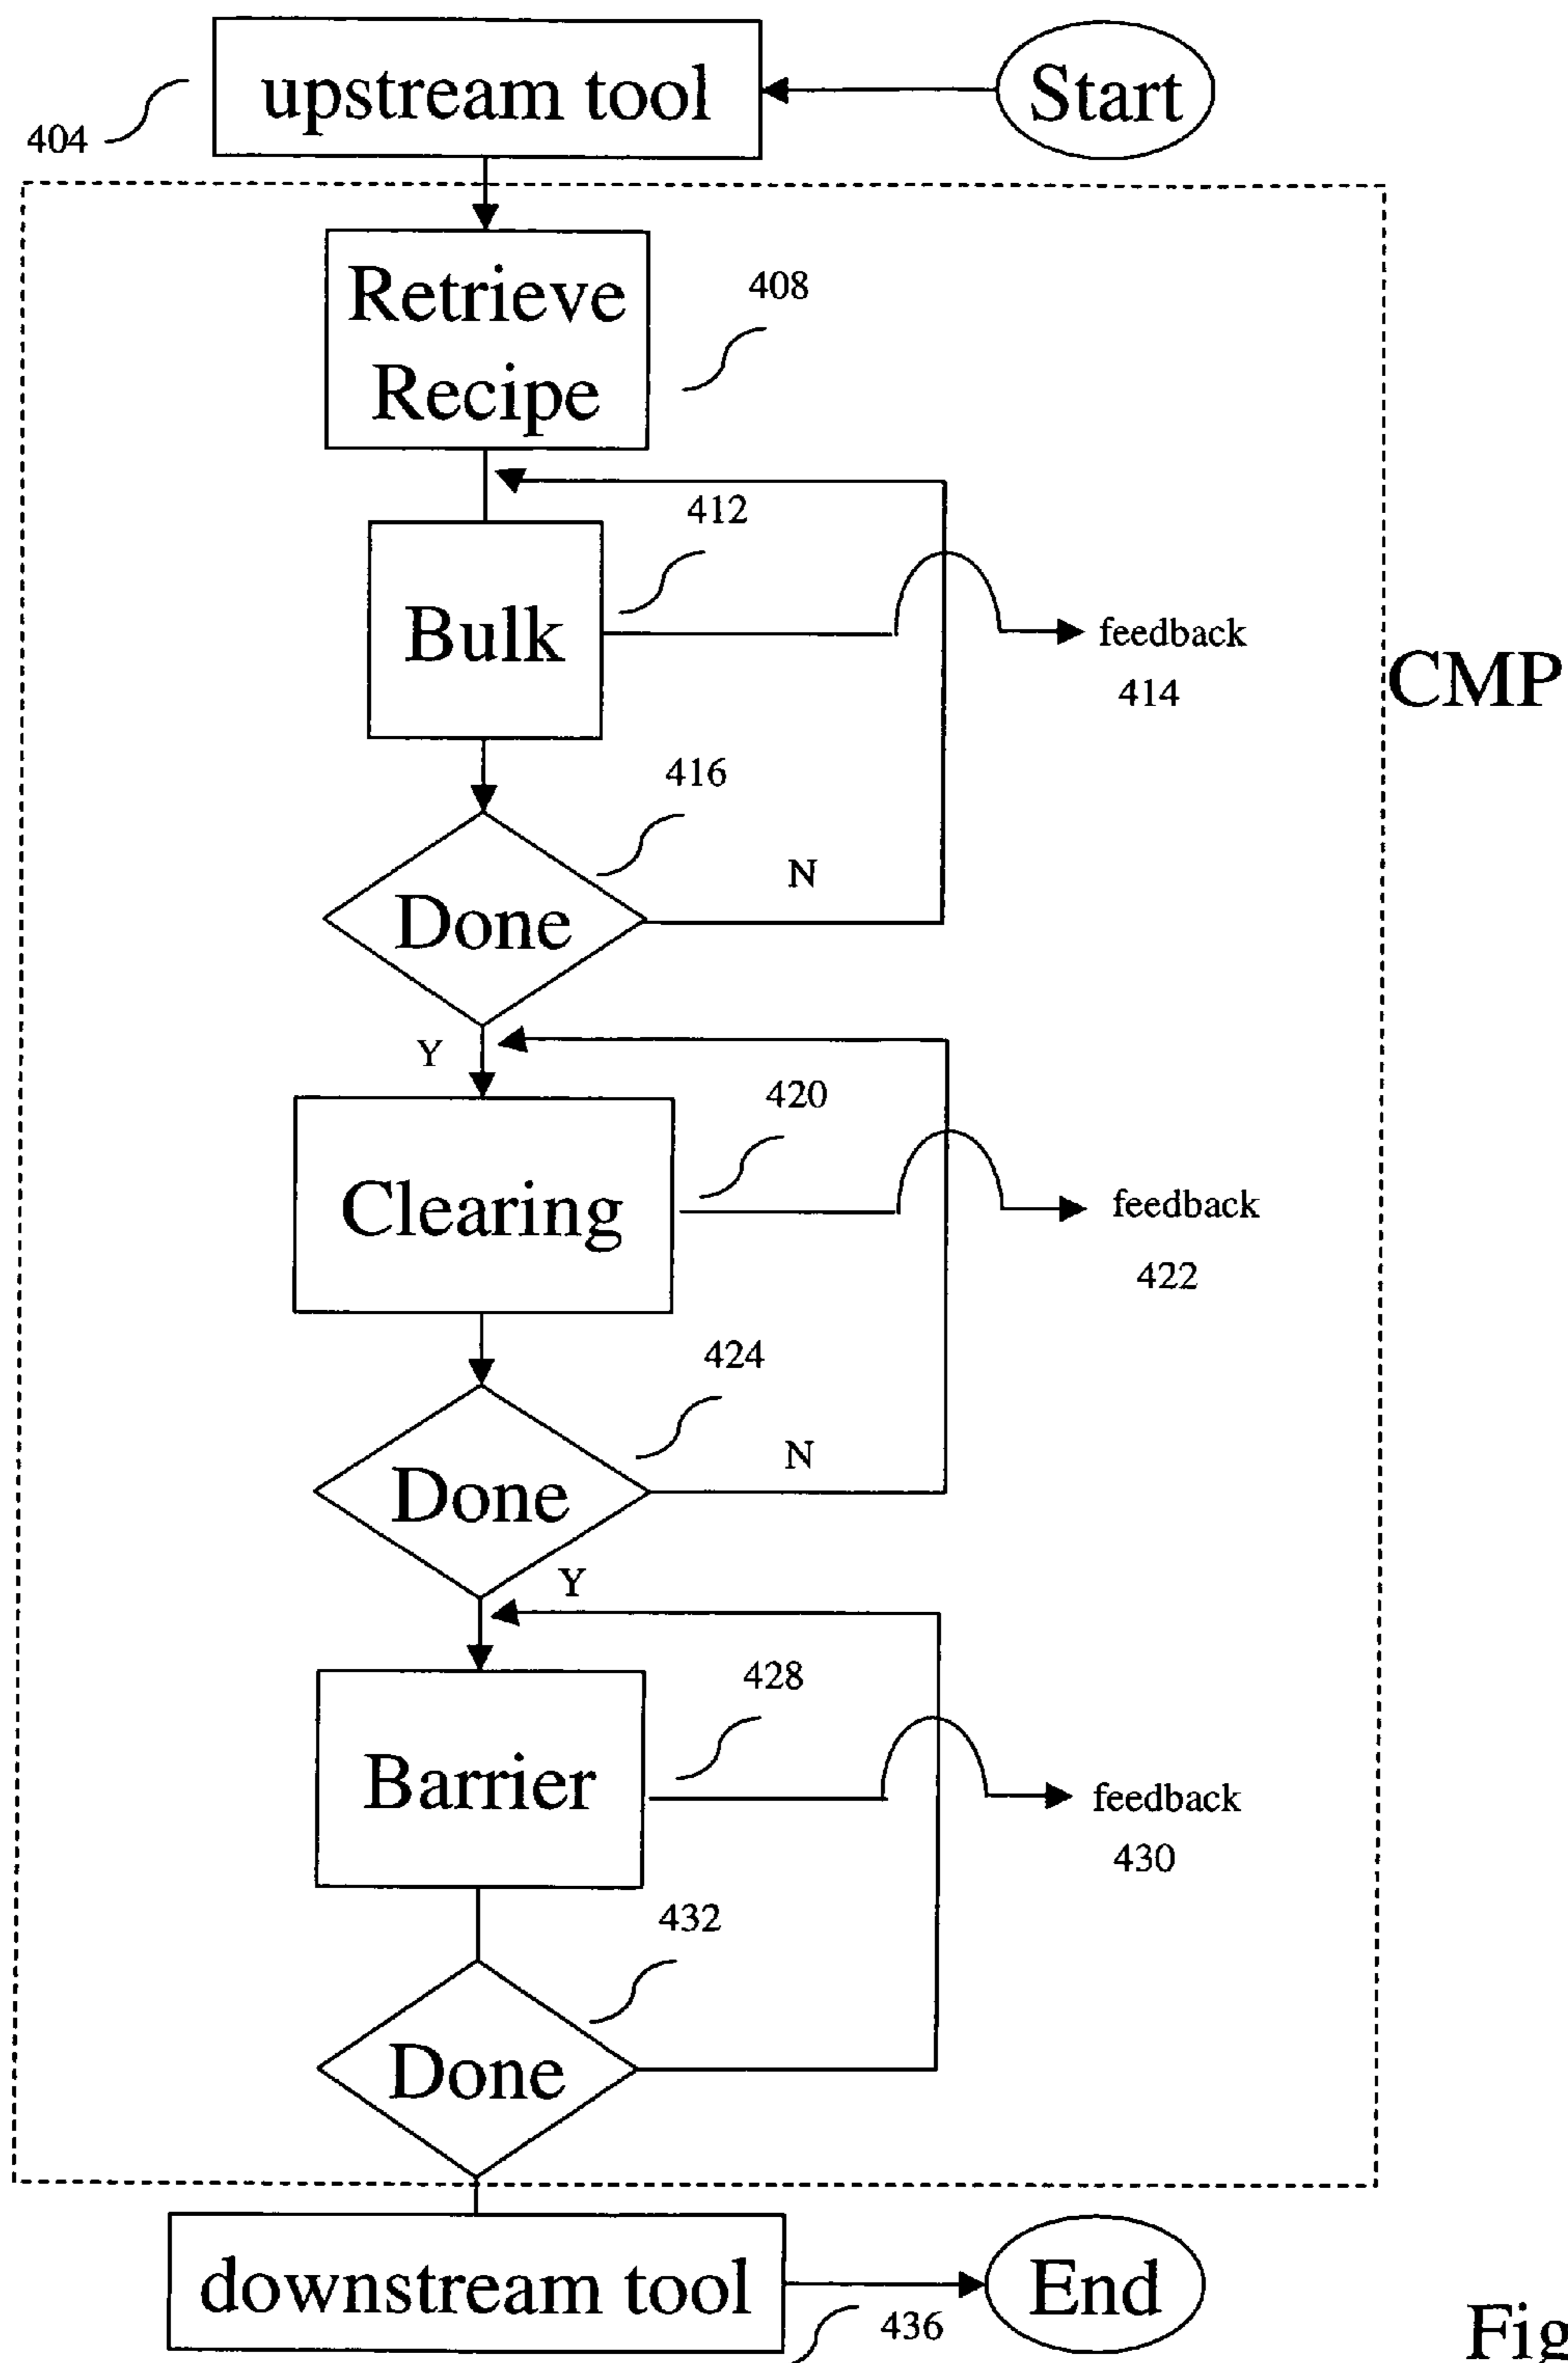 upstream tool
Start
404
Retrieve
Recipe
408
412
Bulk
feedback
414
CMP
416
N
Done
Y
420
Clearing
feedback
422
424
N
Done
Y
428
Barrier
feedback
430
432
Done
downstream tool
End
436
Fig